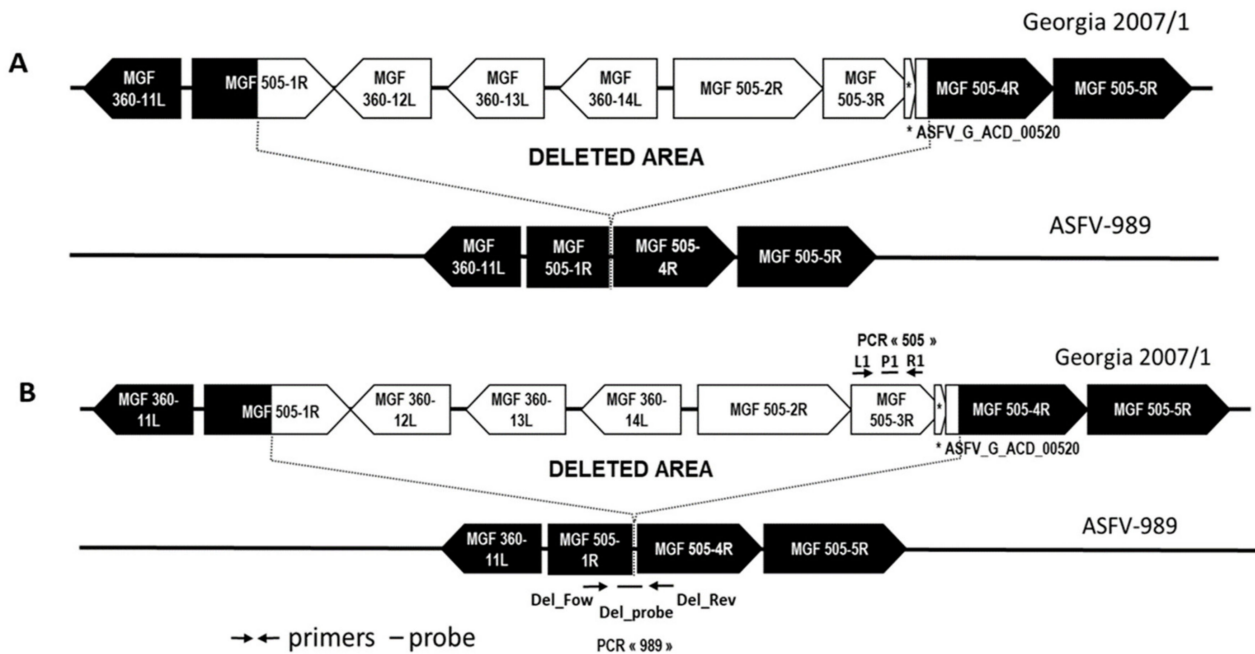 Georgia 2007/1
A
MGF
360-11L
MGF 505-1R
MGF
360-12L
MGF
360-13L
MGF
360-14L
MGF 505-2R
MGF
505-3R
*
MGF 505-4R
MGF 505-5R
* ASFV_G_ACD_00520
DELETED AREA
ASFV-989
MGF
360-11L
MGF
505-1R
MGF 505-
4R
MGF 505-5R
PCR « 505 »
L1 P1 R1
Georgia 2007/1
B
MGF 360-
11L
MGF 505-1R
MGF 360-
12L
MGF 360-
13L
MGF 360-
14L
MGF 505-2R
MGF
505-3R
*
MGF 505-4R
MGF 505-5R
* ASFV_G_ACD_00520
DELETED AREA
ASFV-989
MGF 360-
11L
MGF 505-
1R
MGF 505-4R
MGF 505-5R
Del_Fow Del_probe Del_Rev
primers – probe
PCR « 989 »